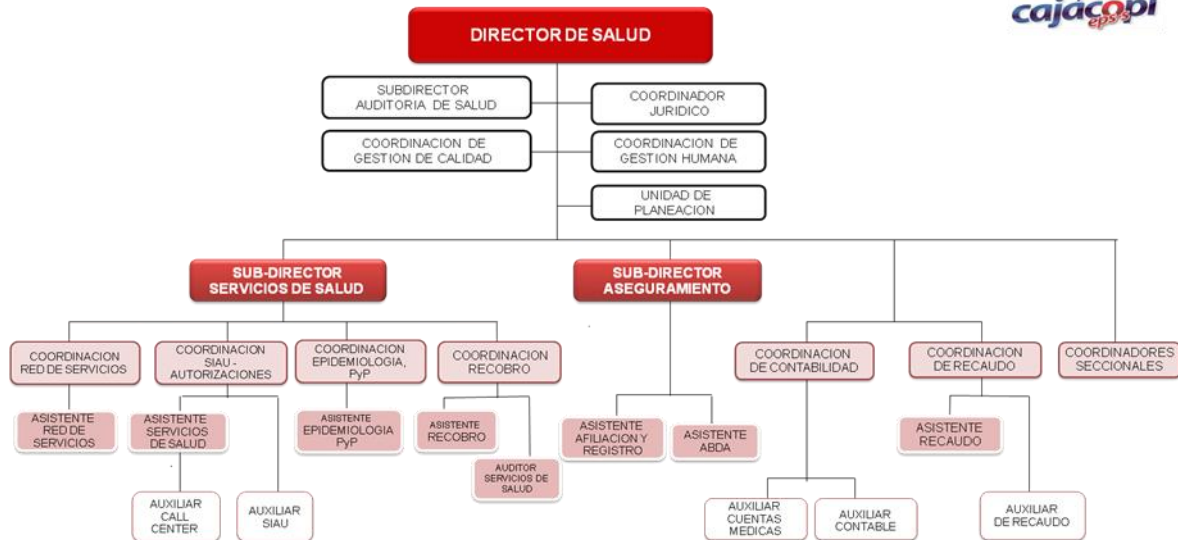 cajacopi
eps-s
DIRECTOR DE SALUD
SUBDIRECTOR
AUDITORIA DE SALUD
COORDINADOR
JURIDICO
COORDINACION DE
GESTION DE CALIDAD
COORDINACION DE
GESTION HUMANA
UNIDAD DE
PLANEACION
SUB-DIRECTOR
SERVICIOS DE SALUD
SUB-DIRECTOR
ASEGURAMIENTO
COORDINACION
RED DE SERVICIOS
COORDINACION
SIAU -
AUTORIZACIONES
COORDINACION
EPIDEMIOLOGIA,
PyP
COORDINACION
RECOBRO
COORDINACION
DE CONTABILIDAD
COORDINACION
DE RECAUDO
COORDINADORES
SECCIONALES
ASISTENTE
RED DE
SERVICIOS
ASISTENTE
SERVICIOS
DE SALUD
ASISTENTE
EPIDEMIOLOGIA
PyP
ASISTENTE
RECOBRO
AUDITOR
SERVICIOS DE
SALUD
ASISTENTE
AFILIACION Y
REGISTRO
ASISTENTE
ABDA
ASISTENTE
RECAUDO
AUXILIAR
CALL
CENTER
AUXILIAR
SIAU
AUXILIAR
CUENTAS
MEDICAS
AUXILIAR
CONTABLE
AUXILIAR
DE RECAUDO